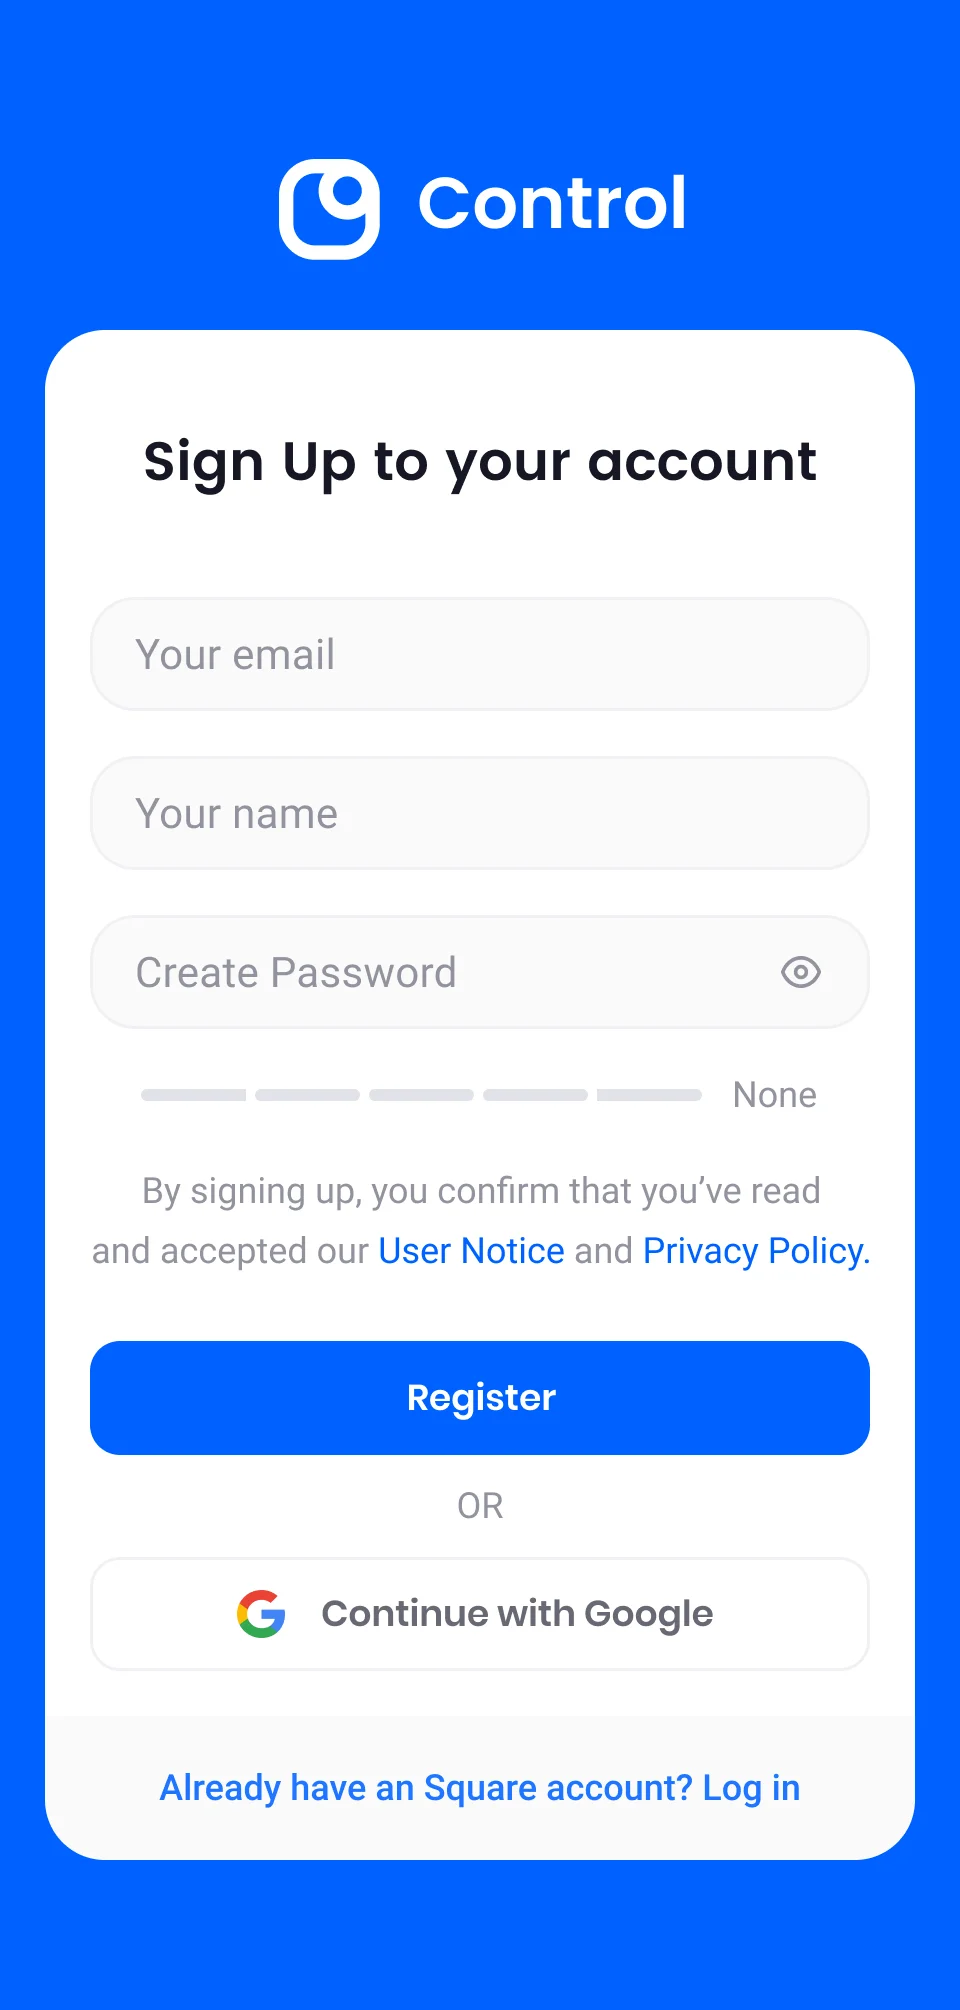 Control
Sign Up to your account
Your email
Your name
Create Password
None
By signing up, you confirm that you’ve read
and accepted our User Notice and Privacy Policy.
Register
OR
Continue with Google
Already have an Square account? Log in